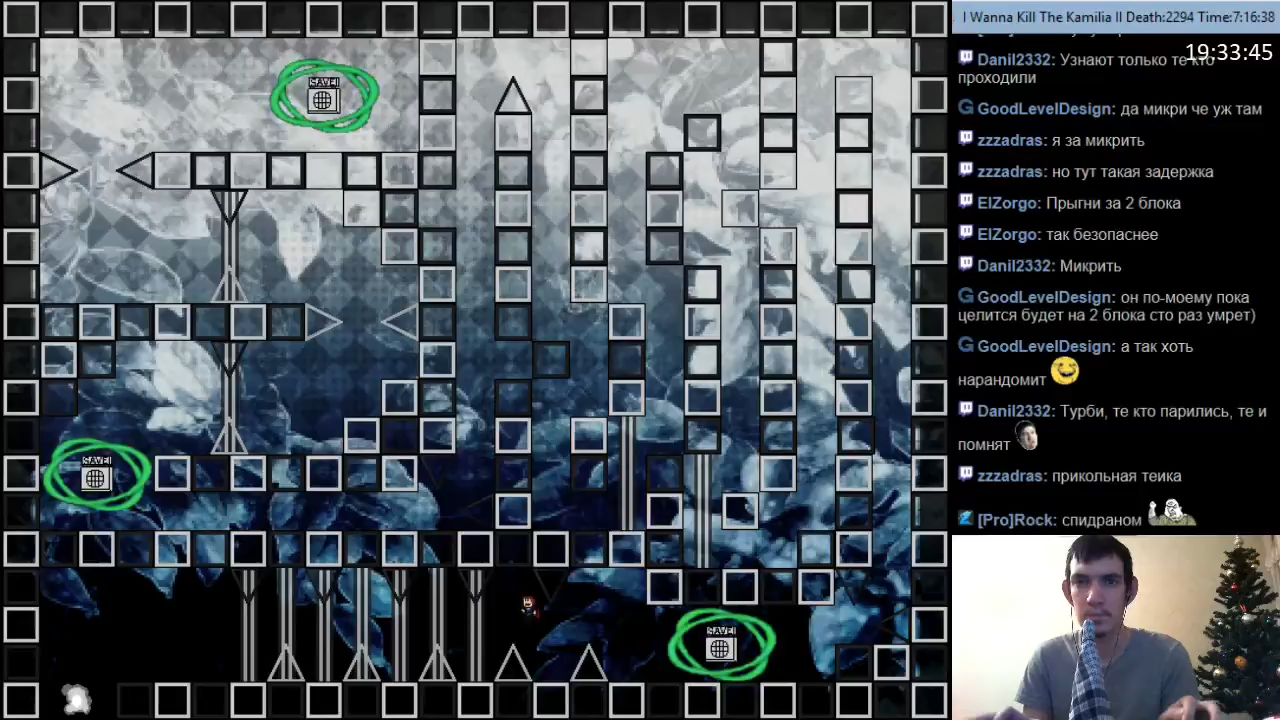 I Wanna Kill The Kamilia II Death:2294 Time:7:16:38
19:33:45
Danil2332: Узнают только те кто
проходили
GoodLevelDesign: да микри че уж там
zzzadras: я за микрить
zzzadras: но тут такая задержка
ElZorgo: Прыгни за 2 блока
ElZorgo: так безопаснее
Danil2332: Микрить
GoodLevelDesign: он по-моему пока
целится будет на 2 блока сто раз умрет)
GoodLevelDesign: а так хоть
нарандомит
Danil2332: Турби, те кто парились, те и
помнят
zzzadras: прикольная теика
[Pro]Rock: спидраном
SAVE!
SAVE!
SAVE!